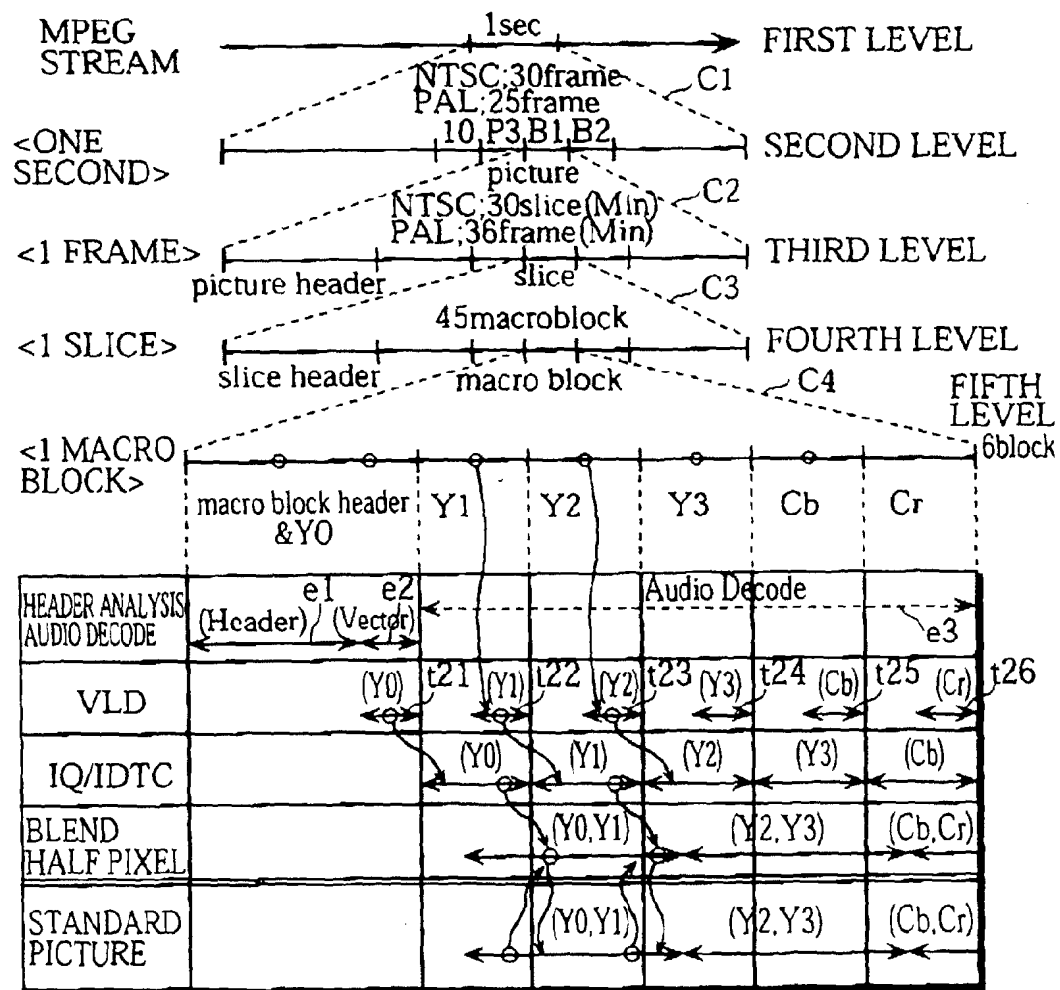 MPEG STREAM
1sec
FIRST LEVEL
NTSC;30frame
PAL;25frame
C1
<ONE SECOND>
10 P3 B1 B2
SECOND LEVEL
picture
C2
NTSC;30slice(Min)
PAL;36frame(Min)
<1 FRAME>
THIRD LEVEL
picture header
slice
C3
45macroblock
<1 SLICE>
FOURTH LEVEL
slice header
macro block
C4
FIFTH LEVEL
6block
<1 MACRO BLOCK>
macro block header &Y0
Y1
Y2
Y3
Cb
Cr
HEADER ANALYSIS
AUDIO DECODE
e1
e2
(Header)
(Vector)
Audio Decode
e3
VLD
(Y0)
t21
(Y1)
t22
(Y2)
t23
(Y3)
t24
(Cb)
t25
(Cr)
t26
IQ/IDTC
(Y0)
(Y1)
(Y2)
(Y3)
(Cb)
BLEND
HALF PIXEL
(Y0,Y1)
(Y2,Y3)
(Cb,Cr)
STANDARD
PICTURE
(Y0,Y1)
(Y2,Y3)
(Cb,Cr)